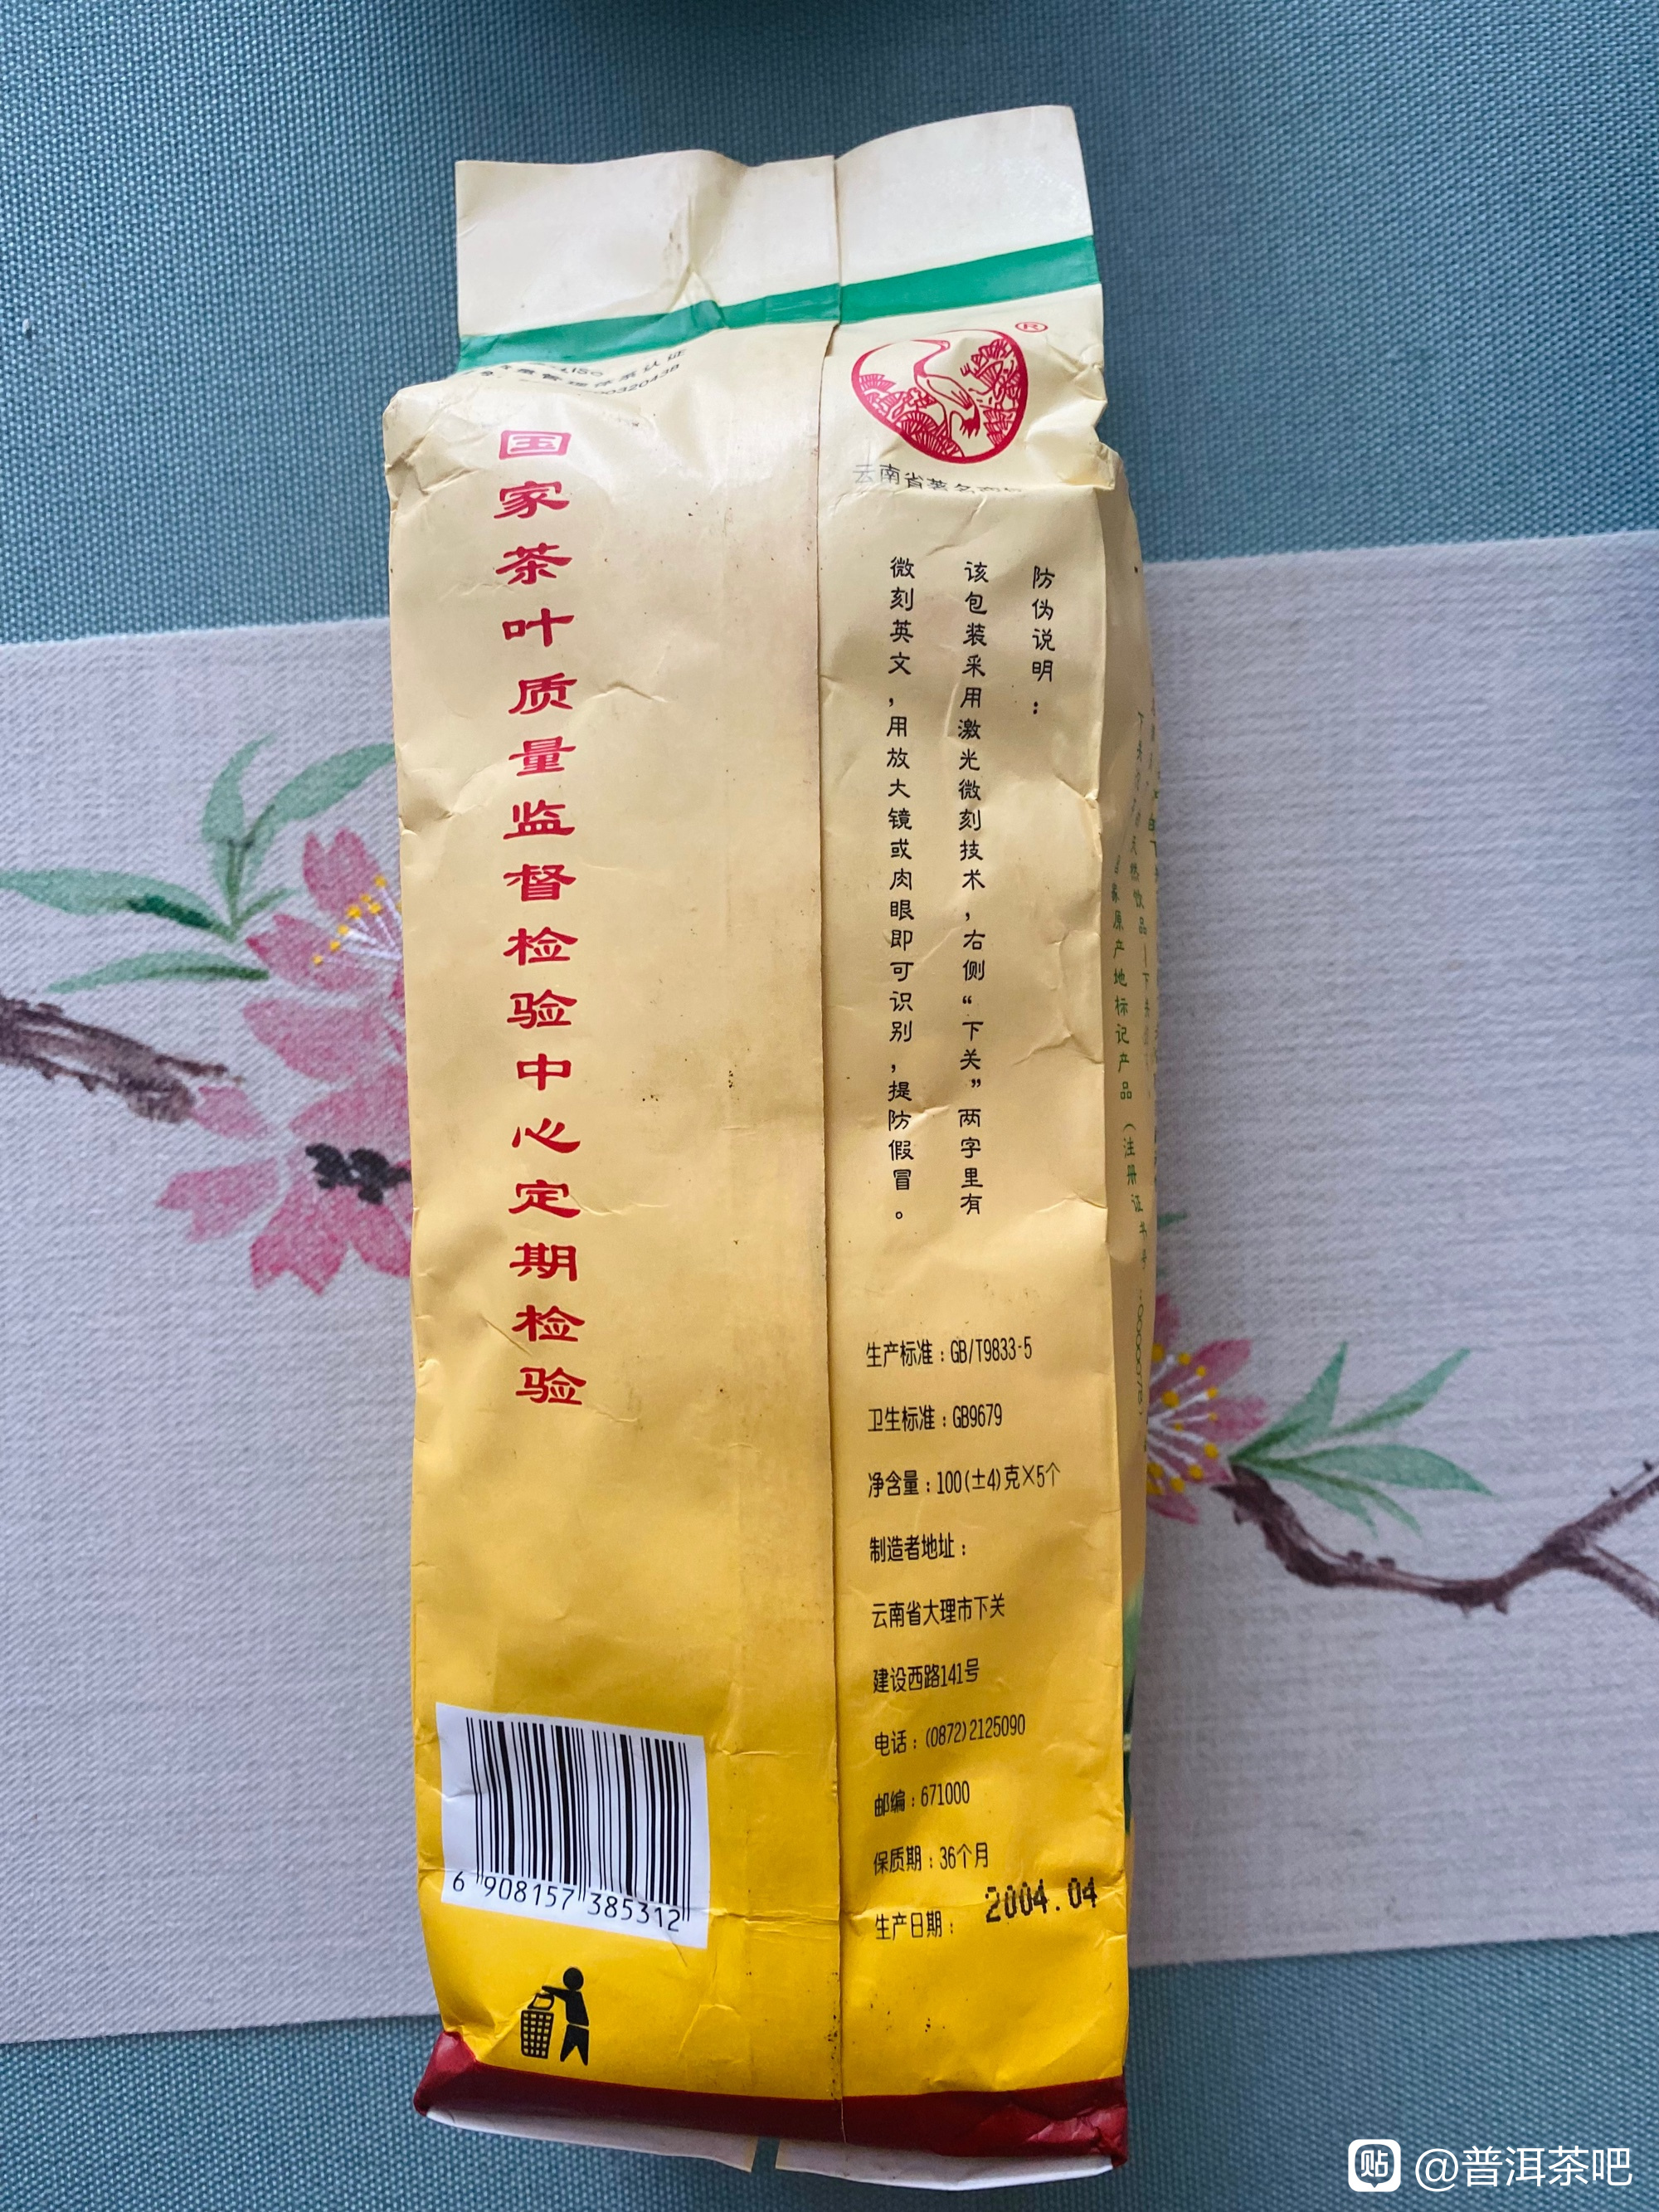 云南省著名
®
国家茶叶质量监督检验中心定期检验
防伪说明：
该包装采用激光微刻技术，右侧“下关”两字里有
微刻英文，用放大镜或肉眼即可识别，提防假冒。
原产地标记产品（注册证书号：
生产标准：GB/T9833-5
卫生标准：GB9679
净含量：100(±4)克×5个
制造者地址：
云南省大理市下关
建设西路141号
电话：(0872)2125090
邮编：671000
保质期：36个月
生产日期：2004.04
6 908157 385312
贴 @普洱茶吧